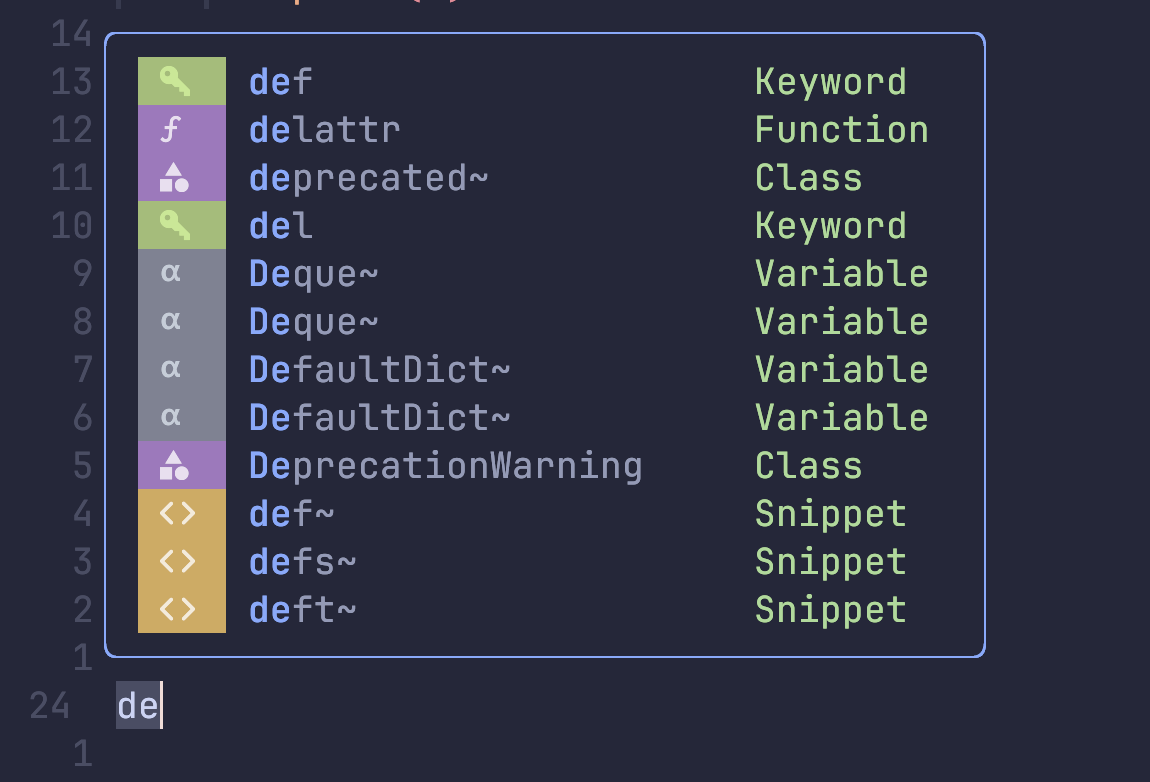 14
13 def Keyword
12 ƒ delattr Function
11 deprecated~ Class
10 del Keyword
9 α Deque~ Variable
8 α Deque~ Variable
7 α DefaultDict~ Variable
6 α DefaultDict~ Variable
5 DeprecationWarning Class
4 <> def~ Snippet
3 <> defs~ Snippet
2 <> deft~ Snippet
1
24 de
1